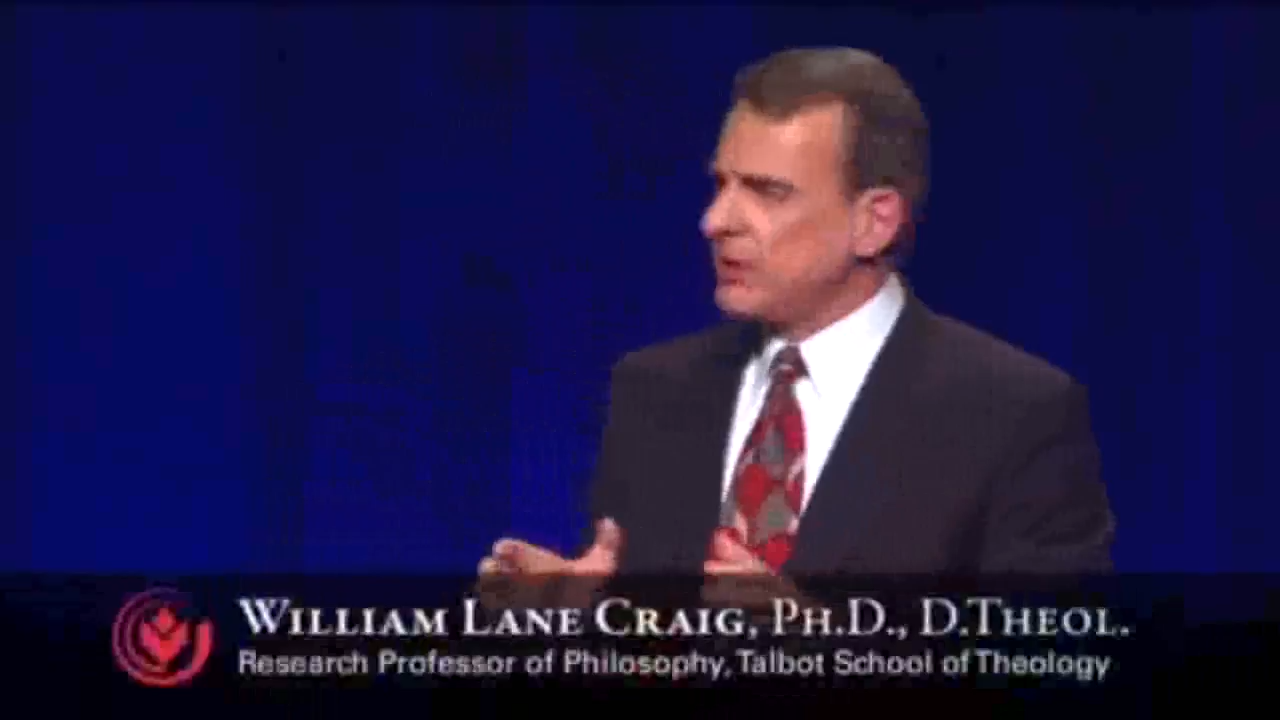 William Lane Craig, Ph.D., D.Theol.
Research Professor of Philosophy, Talbot School of Theology